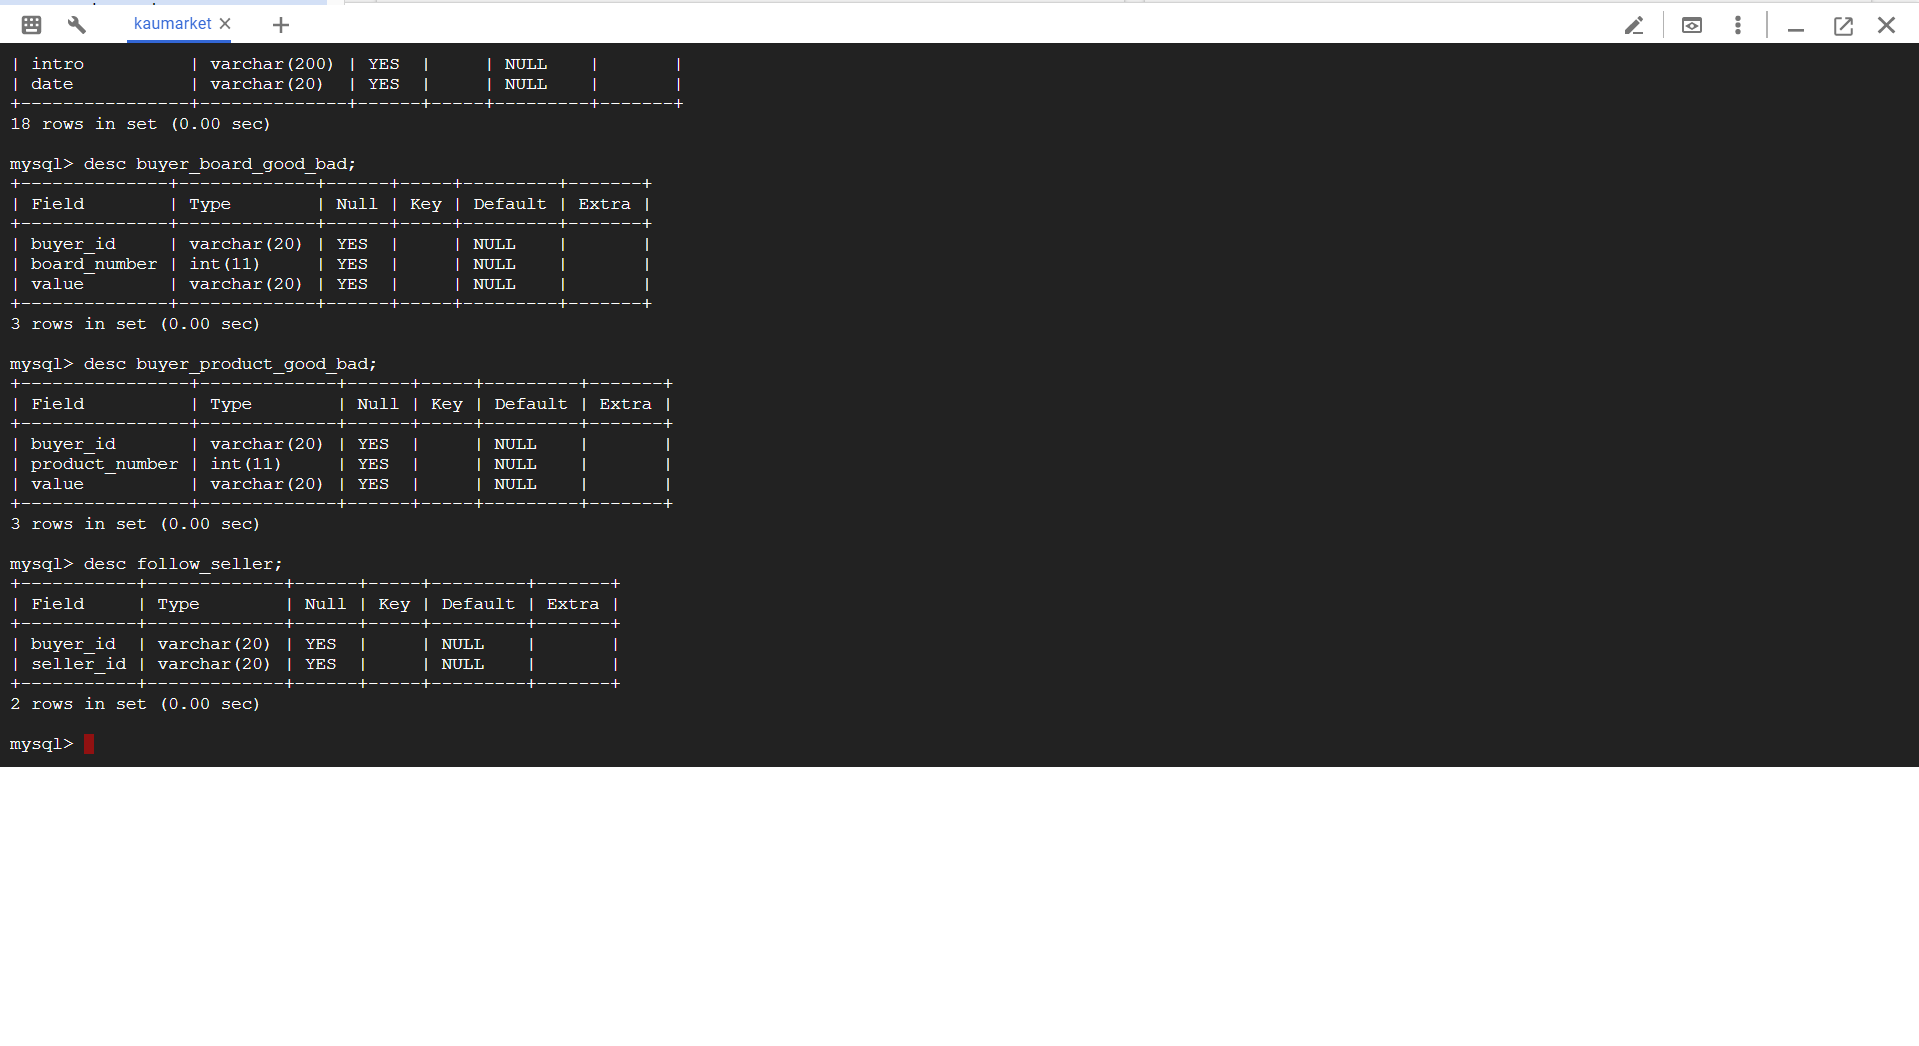 kaumarket
| intro          | varchar(200) | YES  |     | NULL    |       |
| date           | varchar(20)  | YES  |     | NULL    |       |
+----------------+--------------+------+-----+---------+-------+
18 rows in set (0.00 sec)
mysql> desc buyer_board_good_bad;
+--------------+-------------+------+-----+---------+-------+
| Field        | Type        | Null | Key | Default | Extra |
+--------------+-------------+------+-----+---------+-------+
| buyer_id     | varchar(20) | YES  |     | NULL    |       |
| board_number | int(11)     | YES  |     | NULL    |       |
| value        | varchar(20) | YES  |     | NULL    |       |
+--------------+-------------+------+-----+---------+-------+
3 rows in set (0.00 sec)
mysql> desc buyer_product_good_bad;
+----------------+-------------+------+-----+---------+-------+
| Field          | Type        | Null | Key | Default | Extra |
+----------------+-------------+------+-----+---------+-------+
| buyer_id       | varchar(20) | YES  |     | NULL    |       |
| product_number | int(11)     | YES  |     | NULL    |       |
| value          | varchar(20) | YES  |     | NULL    |       |
+----------------+-------------+------+-----+---------+-------+
3 rows in set (0.00 sec)
mysql> desc follow_seller;
+-----------+-------------+------+-----+---------+-------+
| Field     | Type        | Null | Key | Default | Extra |
+-----------+-------------+------+-----+---------+-------+
| buyer_id  | varchar(20) | YES  |     | NULL    |       |
| seller_id | varchar(20) | YES  |     | NULL    |       |
+-----------+-------------+------+-----+---------+-------+
2 rows in set (0.00 sec)
mysql>